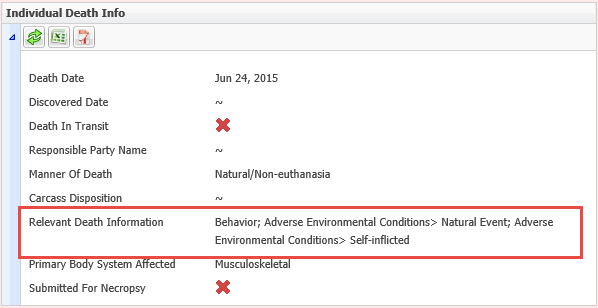 Individual Death Info
Death Date Jun 24, 2015
Discovered Date ~
Death In Transit
Responsible Party Name ~
Manner Of Death Natural/Non-euthanasia
Carcass Disposition ~
Relevant Death Information Behavior; Adverse Environmental Conditions> Natural Event; Adverse
Environmental Conditions> Self-inflicted
Primary Body System Affected Musculoskeletal
Submitted For Necropsy